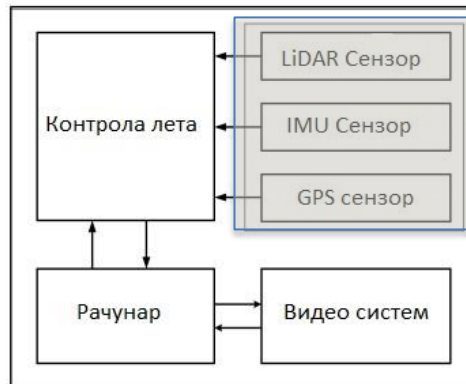 LiDAR Сензор
Контрола лета
IMU Сензор
GPS сензор
Рачунар
Видео систем